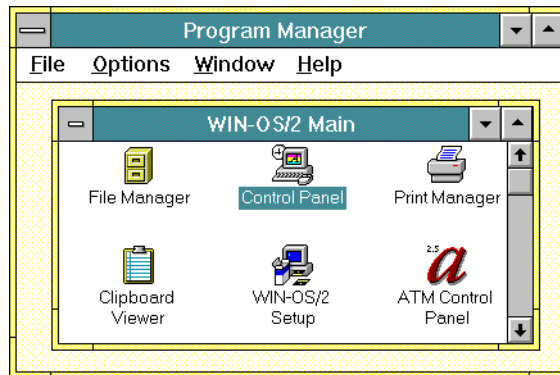 Program Manager
File Options Window Help
WIN-OS/2 Main
File Manager Control Panel Print Manager
2.5 a
Clipboard WIN-OS/2 ATM Control
Viewer Setup Panel